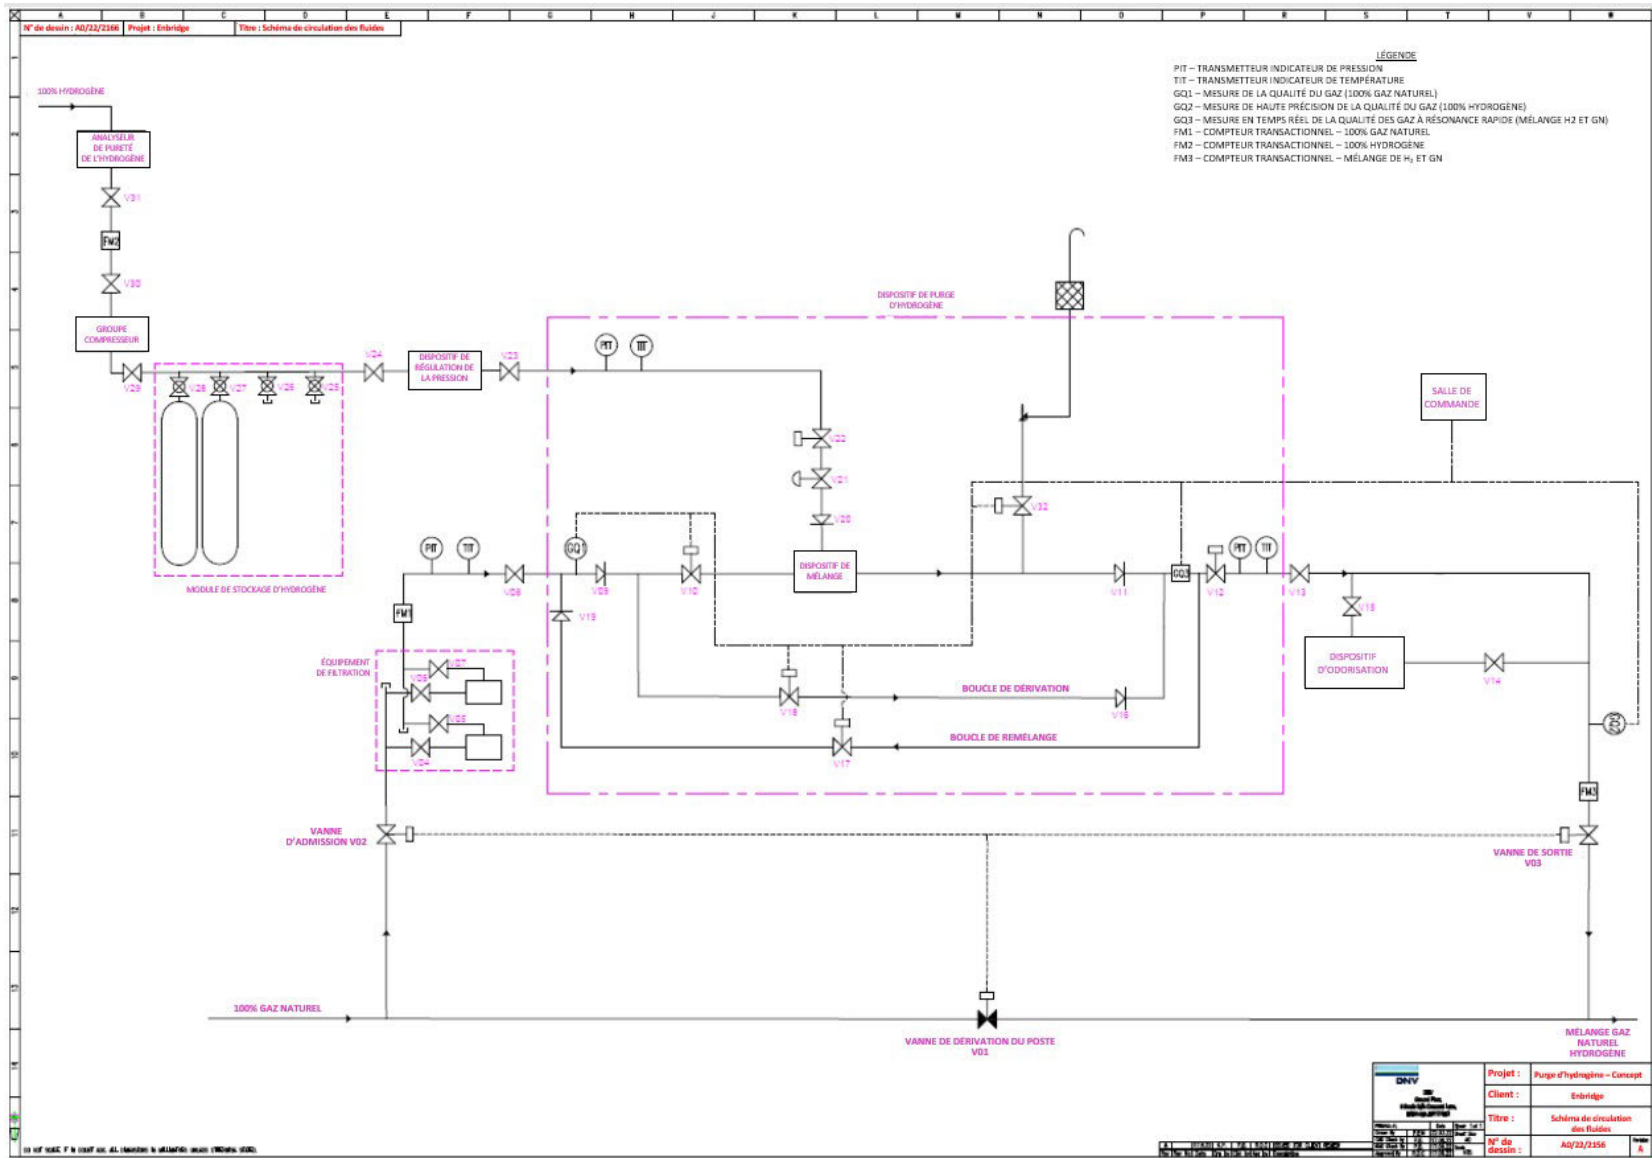 A B C D E F G H J K L M N O P R S T V W
N° de dessin : A0/22/2166 Projet : Enbridge Titre : Schéma de circulation des fluides
LÉGENDE
PIT – TRANSMETTEUR INDICATEUR DE PRESSION
TIT – TRANSMETTEUR INDICATEUR DE TEMPÉRATURE
GQ1 – MESURE DE LA QUALITÉ DU GAZ (100% GAZ NATUREL)
GQ2 – MESURE DE HAUTE PRÉCISION DE LA QUALITÉ DU GAZ (100% HYDROGÈNE)
GQ3 – MESURE EN TEMPS RÉEL DE LA QUALITÉ DES GAZ À RÉSONANCE RAPIDE (MÉLANGE H2 ET GN)
FM1 – COMPTEUR TRANSACTIONNEL – 100% GAZ NATUREL
FM2 – COMPTEUR TRANSACTIONNEL – 100% HYDROGÈNE
FM3 – COMPTEUR TRANSACTIONNEL – MÉLANGE DE H₂ ET GN
100% HYDROGÈNE
ANALYSEUR
DE PURETÉ
DE L'HYDROGÈNE
V31
FM2
V30
GROUPE
COMPRESSEUR
V29
V28 V27 V26 V25
MODULE DE STOCKAGE D'HYDROGÈNE
V24
DISPOSITIF DE
RÉGULATION DE
LA PRESSION
V23
DISPOSITIF DE PURGE
D'HYDROGÈNE
PIT TIT
V22
V21
V20
DISPOSITIF DE
MÉLANGE
V32
SALLE DE
COMMANDE
PIT TIT
V08
GQ1
V09
V10
V11
GQ3
V12
PIT TIT
V13
V15
DISPOSITIF
D'ODORISATION
V14
FM1
V19
ÉQUIPEMENT
DE FILTRATION
V07
V06
V05
V04
BOUCLE DE DÉRIVATION
V18
V16
BOUCLE DE REMÉLANGE
V17
FM3
VANNE
D'ADMISSION V02
VANNE DE SORTIE
V03
100% GAZ NATUREL
VANNE DE DÉRIVATION DU POSTE
V01
MÉLANGE GAZ
NATUREL
HYDROGÈNE
DNV
Projet : Purge d'hydrogène – Concept
Client : Enbridge
Titre : Schéma de circulation
des fluides
N° de
dessin : A0/22/2156
A